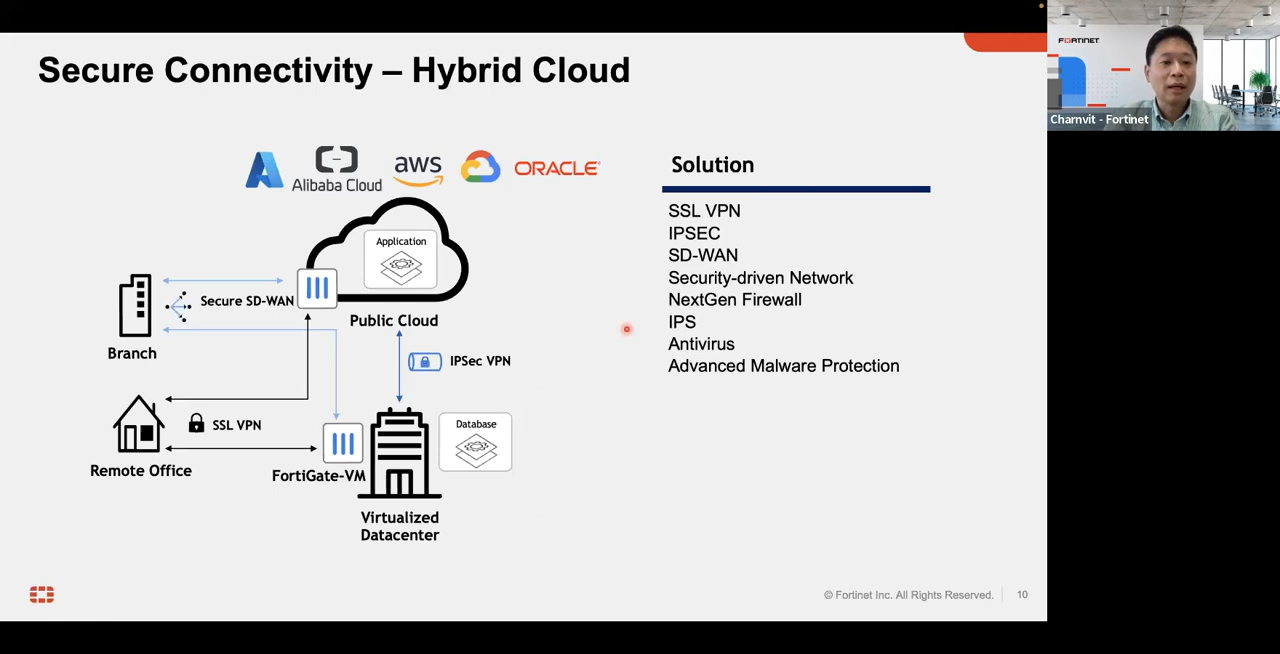 Secure Connectivity – Hybrid Cloud
FORTINET
Charnvit - Fortinet
Alibaba Cloud
aws
ORACLE
Solution
SSL VPN
IPSEC
SD-WAN
Security-driven Network
NextGen Firewall
IPS
Antivirus
Advanced Malware Protection
Application
Secure SD-WAN
Public Cloud
Branch
IPSec VPN
SSL VPN
Database
Remote Office
FortiGate-VM
Virtualized
Datacenter
© Fortinet Inc. All Rights Reserved.
10